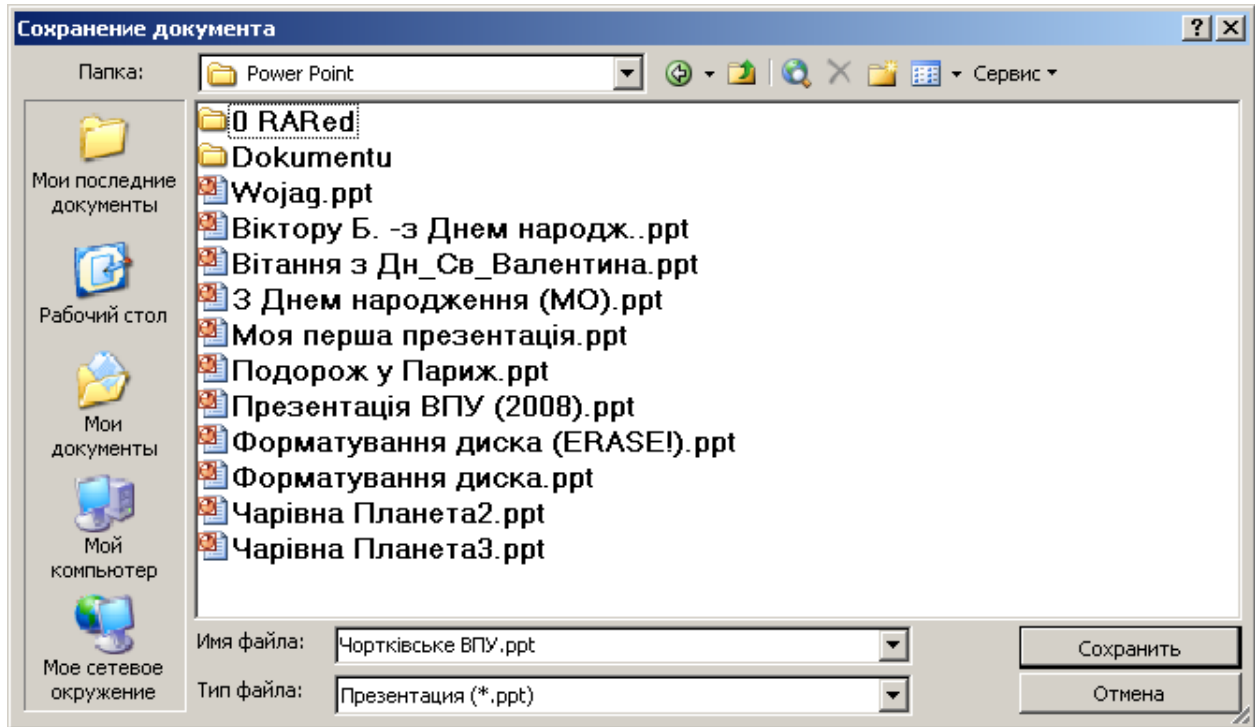 Сохранение документа
Папка:
Power Point
Сервис
Мои последние
документы
Рабочий стол
Мои
документы
Мой
компьютер
Мое сетевое
окружение
0 RARed
Dokumentu
Wojag.ppt
Віктору Б. -з Днем народж..ppt
Вітання з Дн_Св_Валентина.ppt
З Днем народження (МО).ppt
Моя перша презентація.ppt
Подорож у Париж.ppt
Презентація ВПУ (2008).ppt
Форматування диска (ERASE!).ppt
Форматування диска.ppt
Чарівна Планета2.ppt
Чарівна Планета3.ppt
Имя файла:
Чортківське ВПУ.ppt
Сохранить
Тип файла:
Презентация (*.ppt)
Отмена